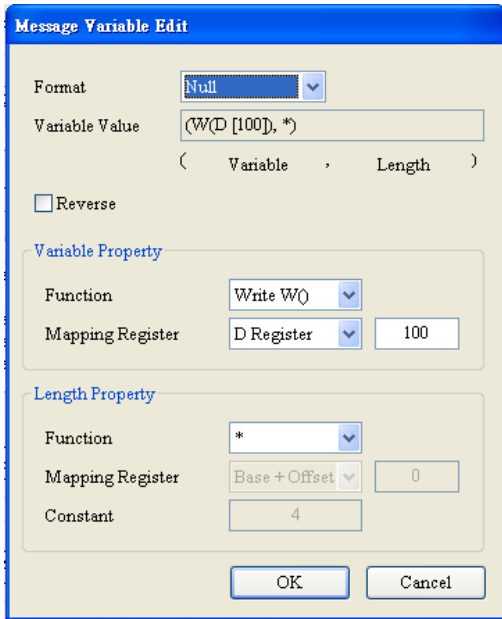 Message Variable Edit
Format Null
Variable Value (W(D [100]), *)
( Variable , Length )
Reverse
Variable Property
Function Write W()
Mapping Register D Register 100
Length Property
Function *
Mapping Register Base + Offset 0
Constant 4
OK Cancel